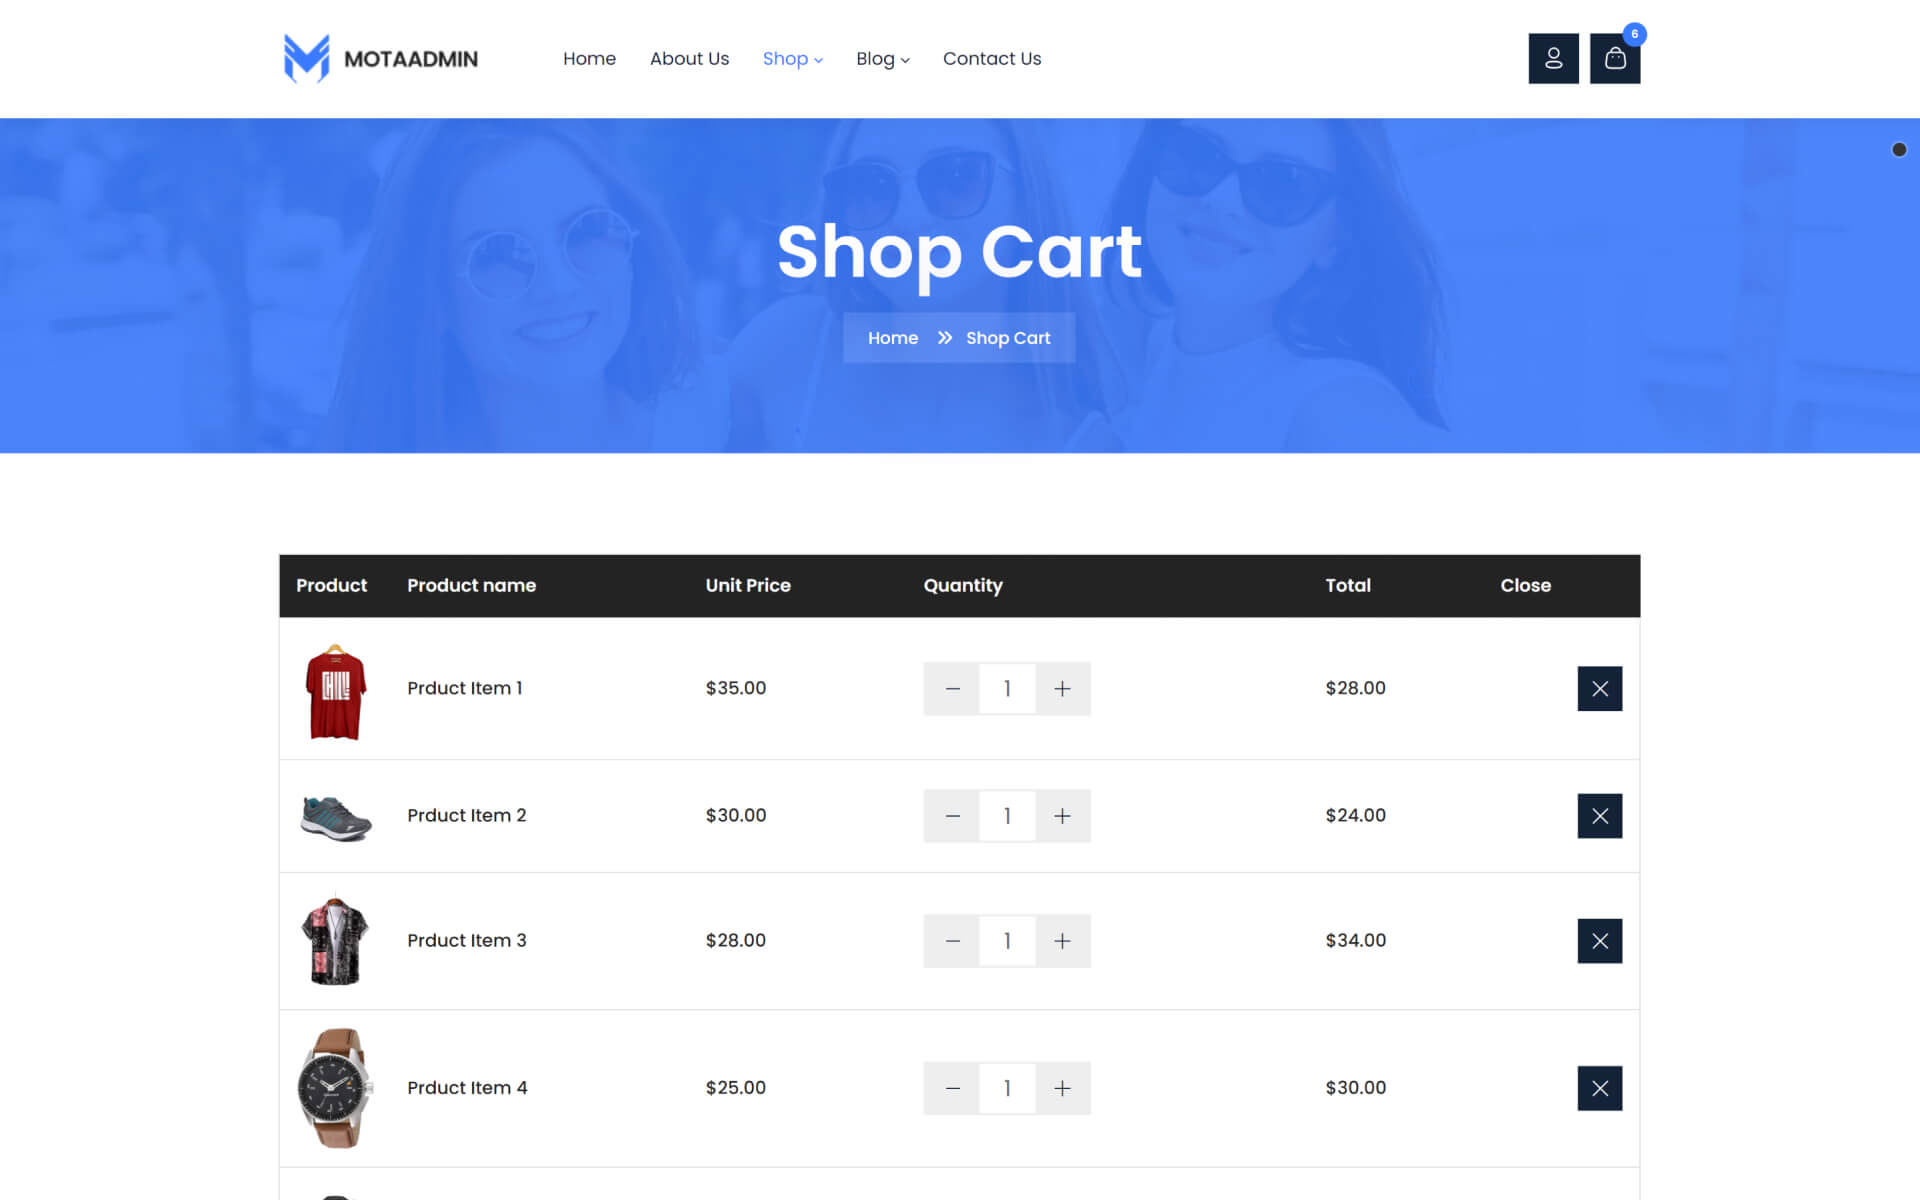 MOTAADMIN
Home About Us Shop Blog Contact Us
6
Shop Cart
Home Shop Cart
Product Product name Unit Price Quantity Total Close
CHILL
Prduct Item 1 $35.00 1 $28.00
Prduct Item 2 $30.00 1 $24.00
Prduct Item 3 $28.00 1 $34.00
Prduct Item 4 $25.00 1 $30.00